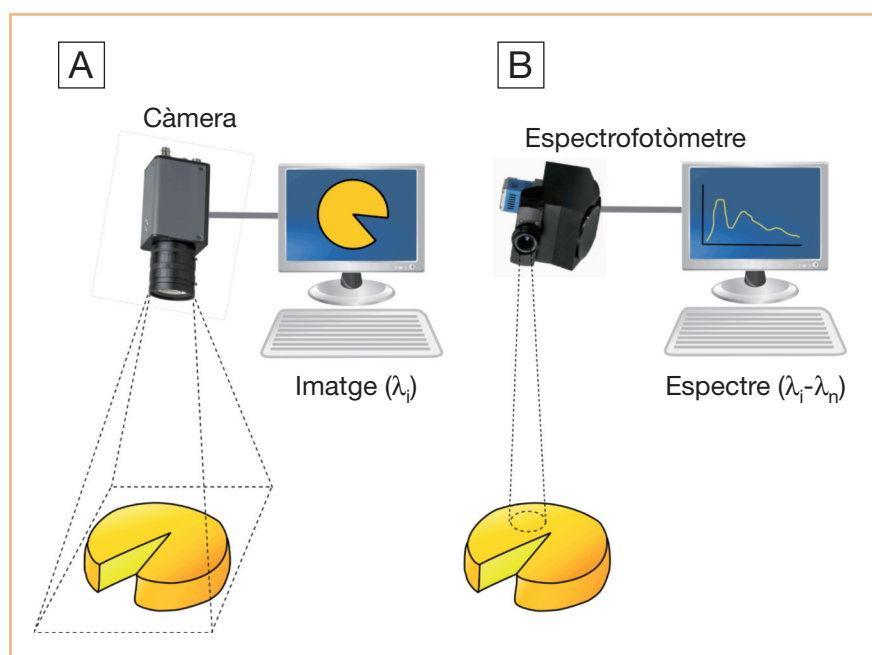 A
Càmera
Imatge (λi)
B
Espectrofotòmetre
Espectre (λi-λn)